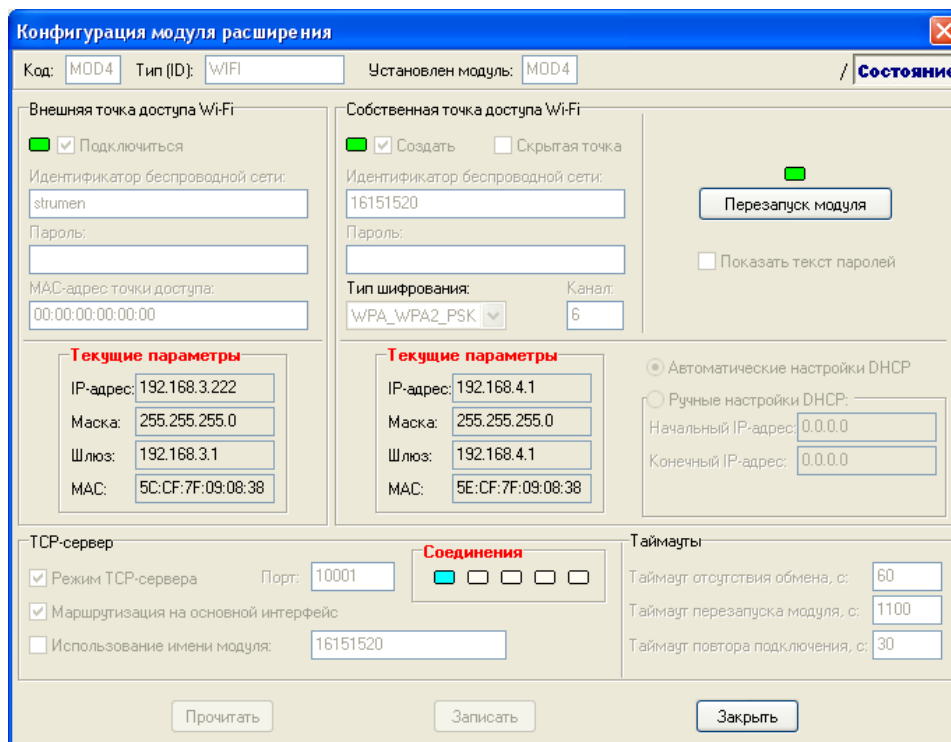 Конфигурация модуля расширения
Код: MOD4 Тип (ID): WIFI Установлен модуль: MOD4 / Состояние
Внешняя точка доступа Wi-Fi
Подключиться
Идентификатор беспроводной сети:
strumen
Пароль:
MAC-адрес точки доступа:
00:00:00:00:00:00
Текущие параметры
IP-адрес: 192.168.3.222
Маска: 255.255.255.0
Шлюз: 192.168.3.1
MAC: 5C:CF:7F:09:08:38
Собственная точка доступа Wi-Fi
Создать Скрытая точка
Идентификатор беспроводной сети:
16151520
Пароль:
Тип шифрования: Канал:
WPA_WPA2_PSK 6
Текущие параметры
IP-адрес: 192.168.4.1
Маска: 255.255.255.0
Шлюз: 192.168.4.1
MAC: 5E:CF:7F:09:08:38
Перезапуск модуля
Показать текст паролей
Автоматические настройки DHCP
Ручные настройки DHCP:
Начальный IP-адрес: 0.0.0.0
Конечный IP-адрес: 0.0.0.0
TCP-сервер
Режим TCP-сервера Порт: 10001
Маршрутизация на основной интерфейс
Использование имени модуля: 16151520
Соединения
Таймауты
Таймаут отсутствия обмена, с: 60
Таймаут перезапуска модуля, с: 1100
Таймаут повтора подключения, с: 30
Прочитать Записать Закрыть